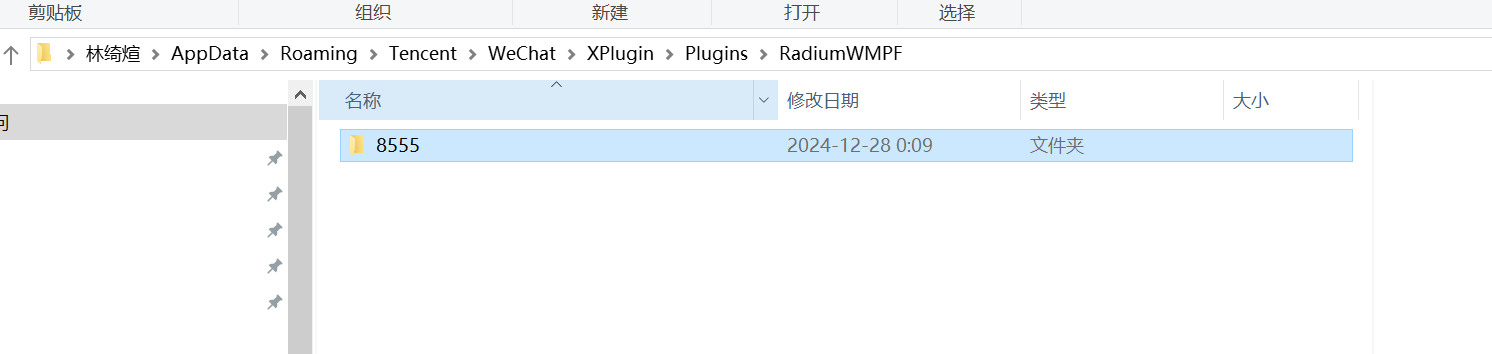 剪贴板 组织 新建 打开 选择
林绮煊 AppData Roaming Tencent WeChat XPlugin Plugins RadiumWMPF
名称 修改日期 类型 大小
问
8555 2024-12-28 0:09 文件夹